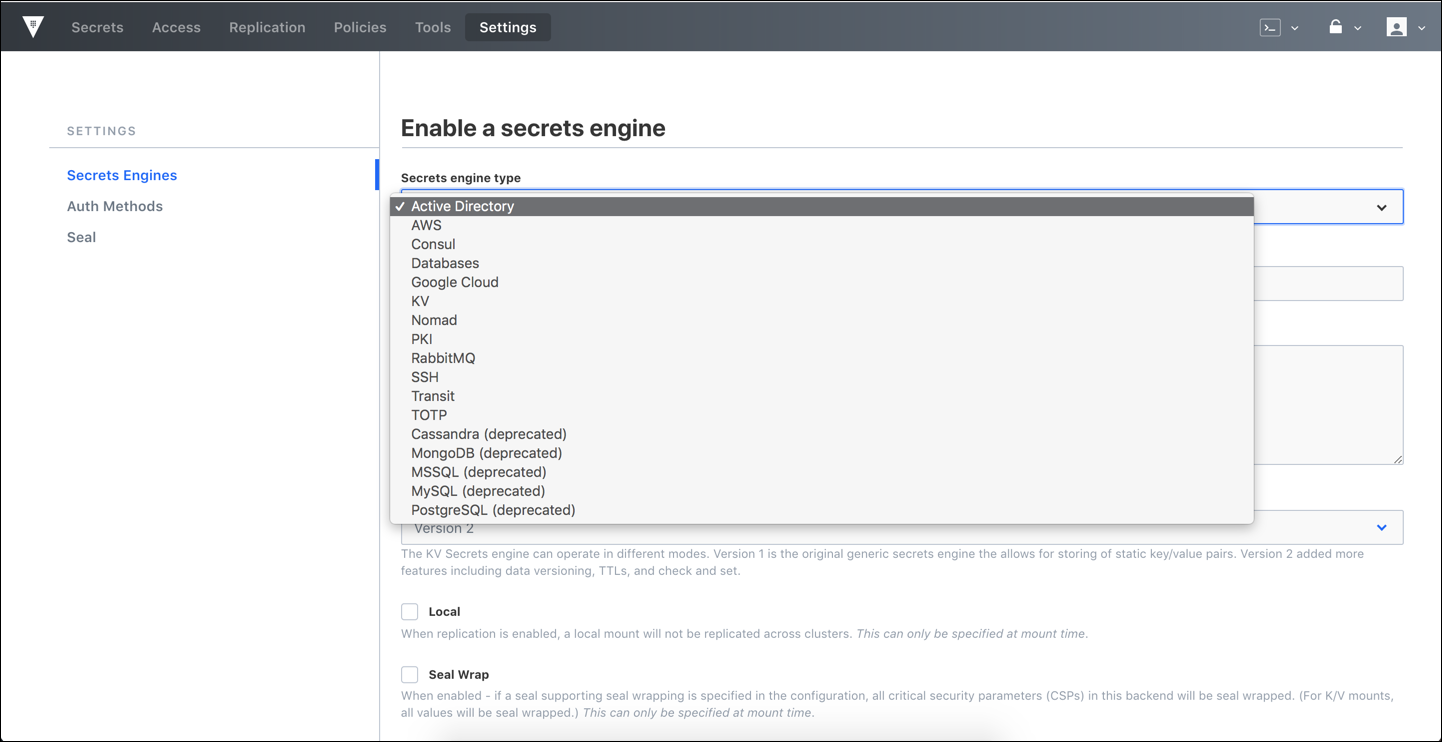 Secrets Access Replication Policies Tools Settings
SETTINGS
Secrets Engines
Auth Methods
Seal
Enable a secrets engine
Secrets engine type
✓ Active Directory
AWS
Consul
Databases
Google Cloud
KV
Nomad
PKI
RabbitMQ
SSH
Transit
TOTP
Cassandra (deprecated)
MongoDB (deprecated)
MSSQL (deprecated)
MySQL (deprecated)
PostgreSQL (deprecated)
Version 2
The KV Secrets engine can operate in different modes. Version 1 is the original generic secrets engine the allows for storing of static key/value pairs. Version 2 added more
features including data versioning, TTLs, and check and set.
Local
When replication is enabled, a local mount will not be replicated across clusters. This can only be specified at mount time.
Seal Wrap
When enabled - if a seal supporting seal wrapping is specified in the configuration, all critical security parameters (CSPs) in this backend will be seal wrapped. (For K/V mounts,
all values will be seal wrapped.) This can only be specified at mount time.